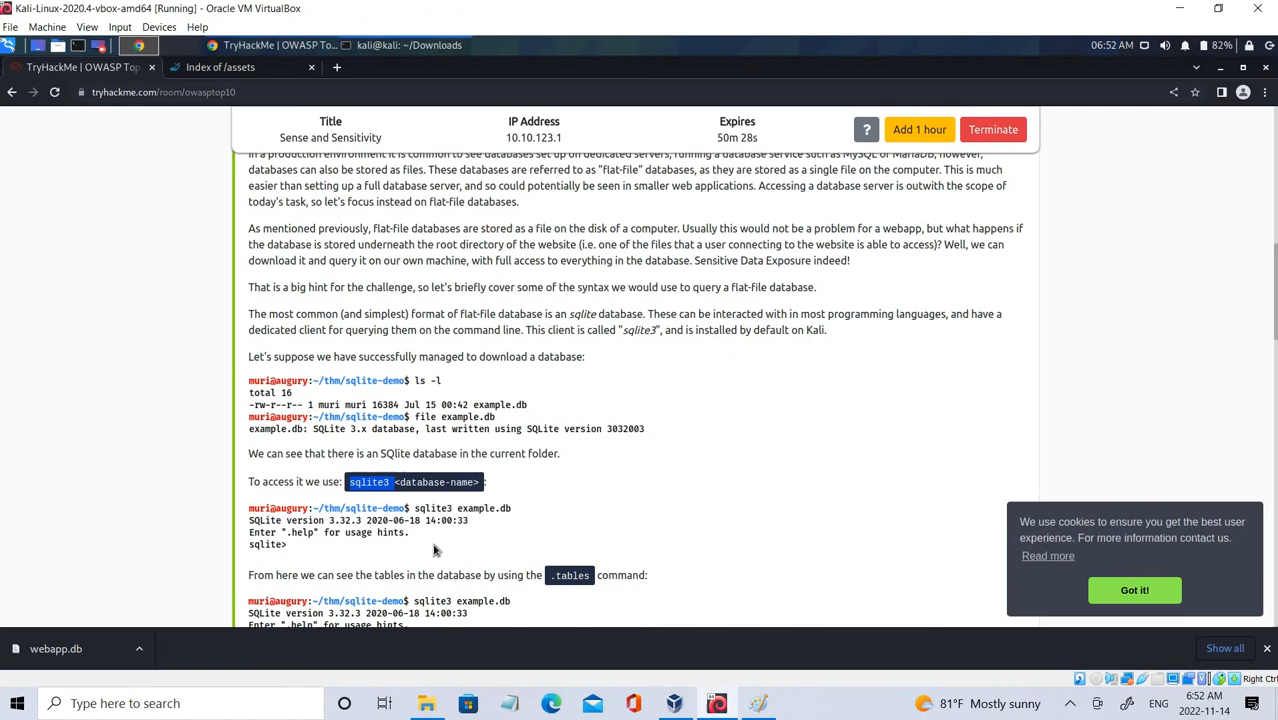 Kali-Linux-2020.4-vbox-amd64 [Running] - Oracle VM VirtualBox
File Machine View Input Devices Help
TryHackMe | OWASP To... kali@kali: ~/Downloads 06:52 AM 82%
TryHackMe | OWASP Top Index of /assets
tryhackme.com/room/owasptop10
Title IP Address Expires
Sense and Sensitivity 10.10.123.1 50m 28s ? Add 1 hour Terminate
In a production environment it is common to see databases set up on dedicated servers, running a database service such as MySQL or MariaDB, however,
databases can also be stored as files. These databases are referred to as "flat-file" databases, as they are stored as a single file on the computer. This is much
easier than setting up a full database server, and so could potentially be seen in smaller web applications. Accessing a database server is outwith the scope of
today's task, so let's focus instead on flat-file databases.
As mentioned previously, flat-file databases are stored as a file on the disk of a computer. Usually this would not be a problem for a webapp, but what happens if
the database is stored underneath the root directory of the website (i.e. one of the files that a user connecting to the website is able to access)? Well, we can
download it and query it on our own machine, with full access to everything in the database. Sensitive Data Exposure indeed!
That is a big hint for the challenge, so let's briefly cover some of the syntax we would use to query a flat-file database.
The most common (and simplest) format of flat-file database is an sqlite database. These can be interacted with in most programming languages, and have a
dedicated client for querying them on the command line. This client is called "sqlite3", and is installed by default on Kali.
Let's suppose we have successfully managed to download a database:
muri@augury:~/thm/sqlite-demo$ ls -l
total 16
-rw-r--r-- 1 muri muri 16384 Jul 15 00:42 example.db
muri@augury:~/thm/sqlite-demo$ file example.db
example.db: SQLite 3.x database, last written using SQLite version 3032003
We can see that there is an SQlite database in the current folder.
To access it we use: sqlite3 <database-name>:
muri@augury:~/thm/sqlite-demo$ sqlite3 example.db
SQLite version 3.32.3 2020-06-18 14:00:33
Enter ".help" for usage hints.
sqlite>
From here we can see the tables in the database by using the .tables command:
muri@augury:~/thm/sqlite-demo$ sqlite3 example.db
SQLite version 3.32.3 2020-06-18 14:00:33
Enter ".help" for usage hints.
We use cookies to ensure you get the best user
experience. For more information contact us.
Read more
Got it!
webapp.db Show all
Right Ctrl
Type here to search 81°F Mostly sunny ENG 6:52 AM
2022-11-14